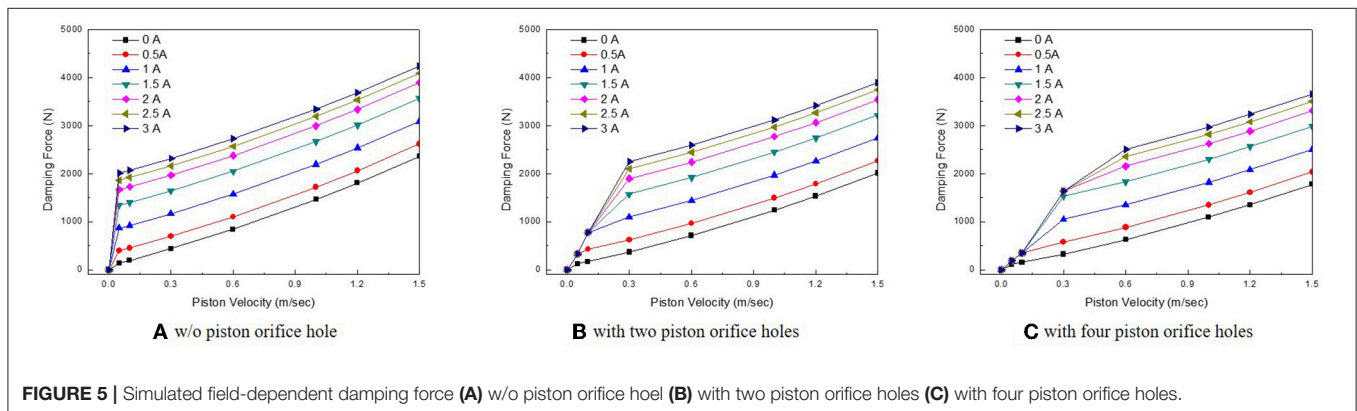 5000
4000
3000
2000
1000
0
Damping Force (N)
0 A
0.5A
1 A
1.5 A
2 A
2.5 A
3 A
0.0 0.3 0.6 0.9 1.2 1.5
Piston Velocity (m/sec)
A w/o piston orifice hole
5000
4000
3000
2000
1000
0
Damping Force (N)
0 A
0.5A
1 A
1.5 A
2 A
2.5 A
3 A
0.0 0.3 0.6 0.9 1.2 1.5
Piston Velocity (m/sec)
B with two piston orifice holes
5000
4000
3000
2000
1000
0
Damping Force (N)
0 A
0.5A
1 A
1.5 A
2 A
2.5 A
3 A
0.0 0.3 0.6 0.9 1.2 1.5
Piston Velocity (m/sec)
C with four piston orifice holes
FIGURE 5 | Simulated field-dependent damping force (A) w/o piston orifice hoel (B) with two piston orifice holes (C) with four piston orifice holes.